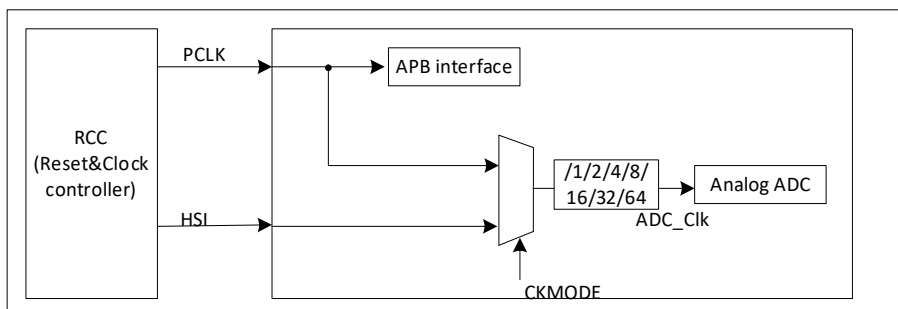 PCLK
APB interface
RCC
(Reset&Clock
controller)
/1/2/4/8/
16/32/64
Analog ADC
HSI
ADC_Clk
CKMODE